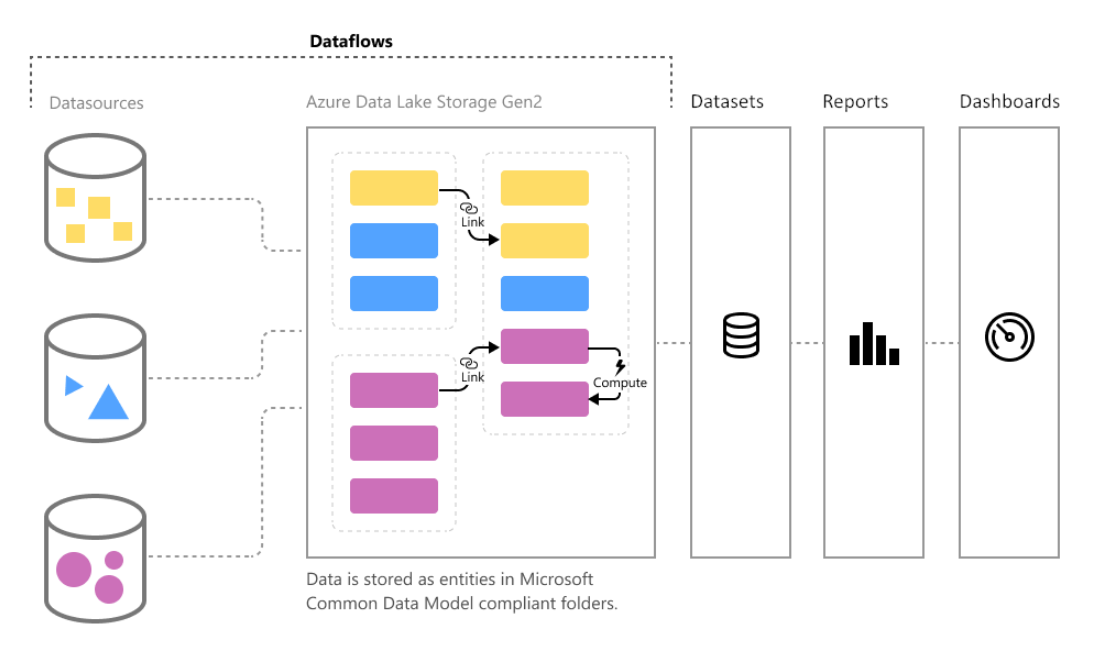 Dataflows
Datasources
Azure Data Lake Storage Gen2
Datasets
Reports
Dashboards
Link
Link
Compute
Data is stored as entities in Microsoft
Common Data Model compliant folders.